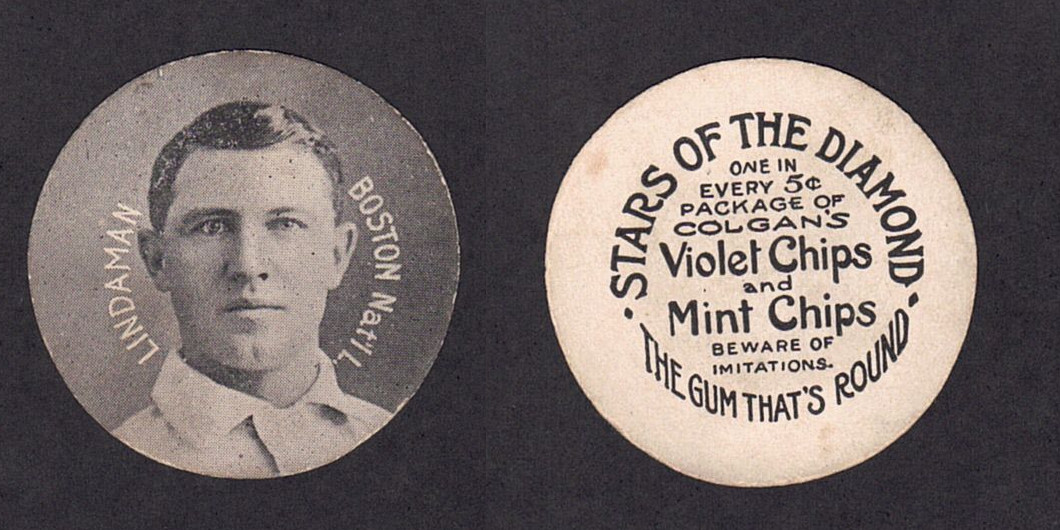 LINDAMAN
BOSTON Nat'l.
STARS OF THE DIAMOND
ONE IN
EVERY 5¢
PACKAGE OF
COLGAN'S
Violet Chips
and
Mint Chips
BEWARE OF
IMITATIONS.
· THE GUM THAT'S ROUND ·